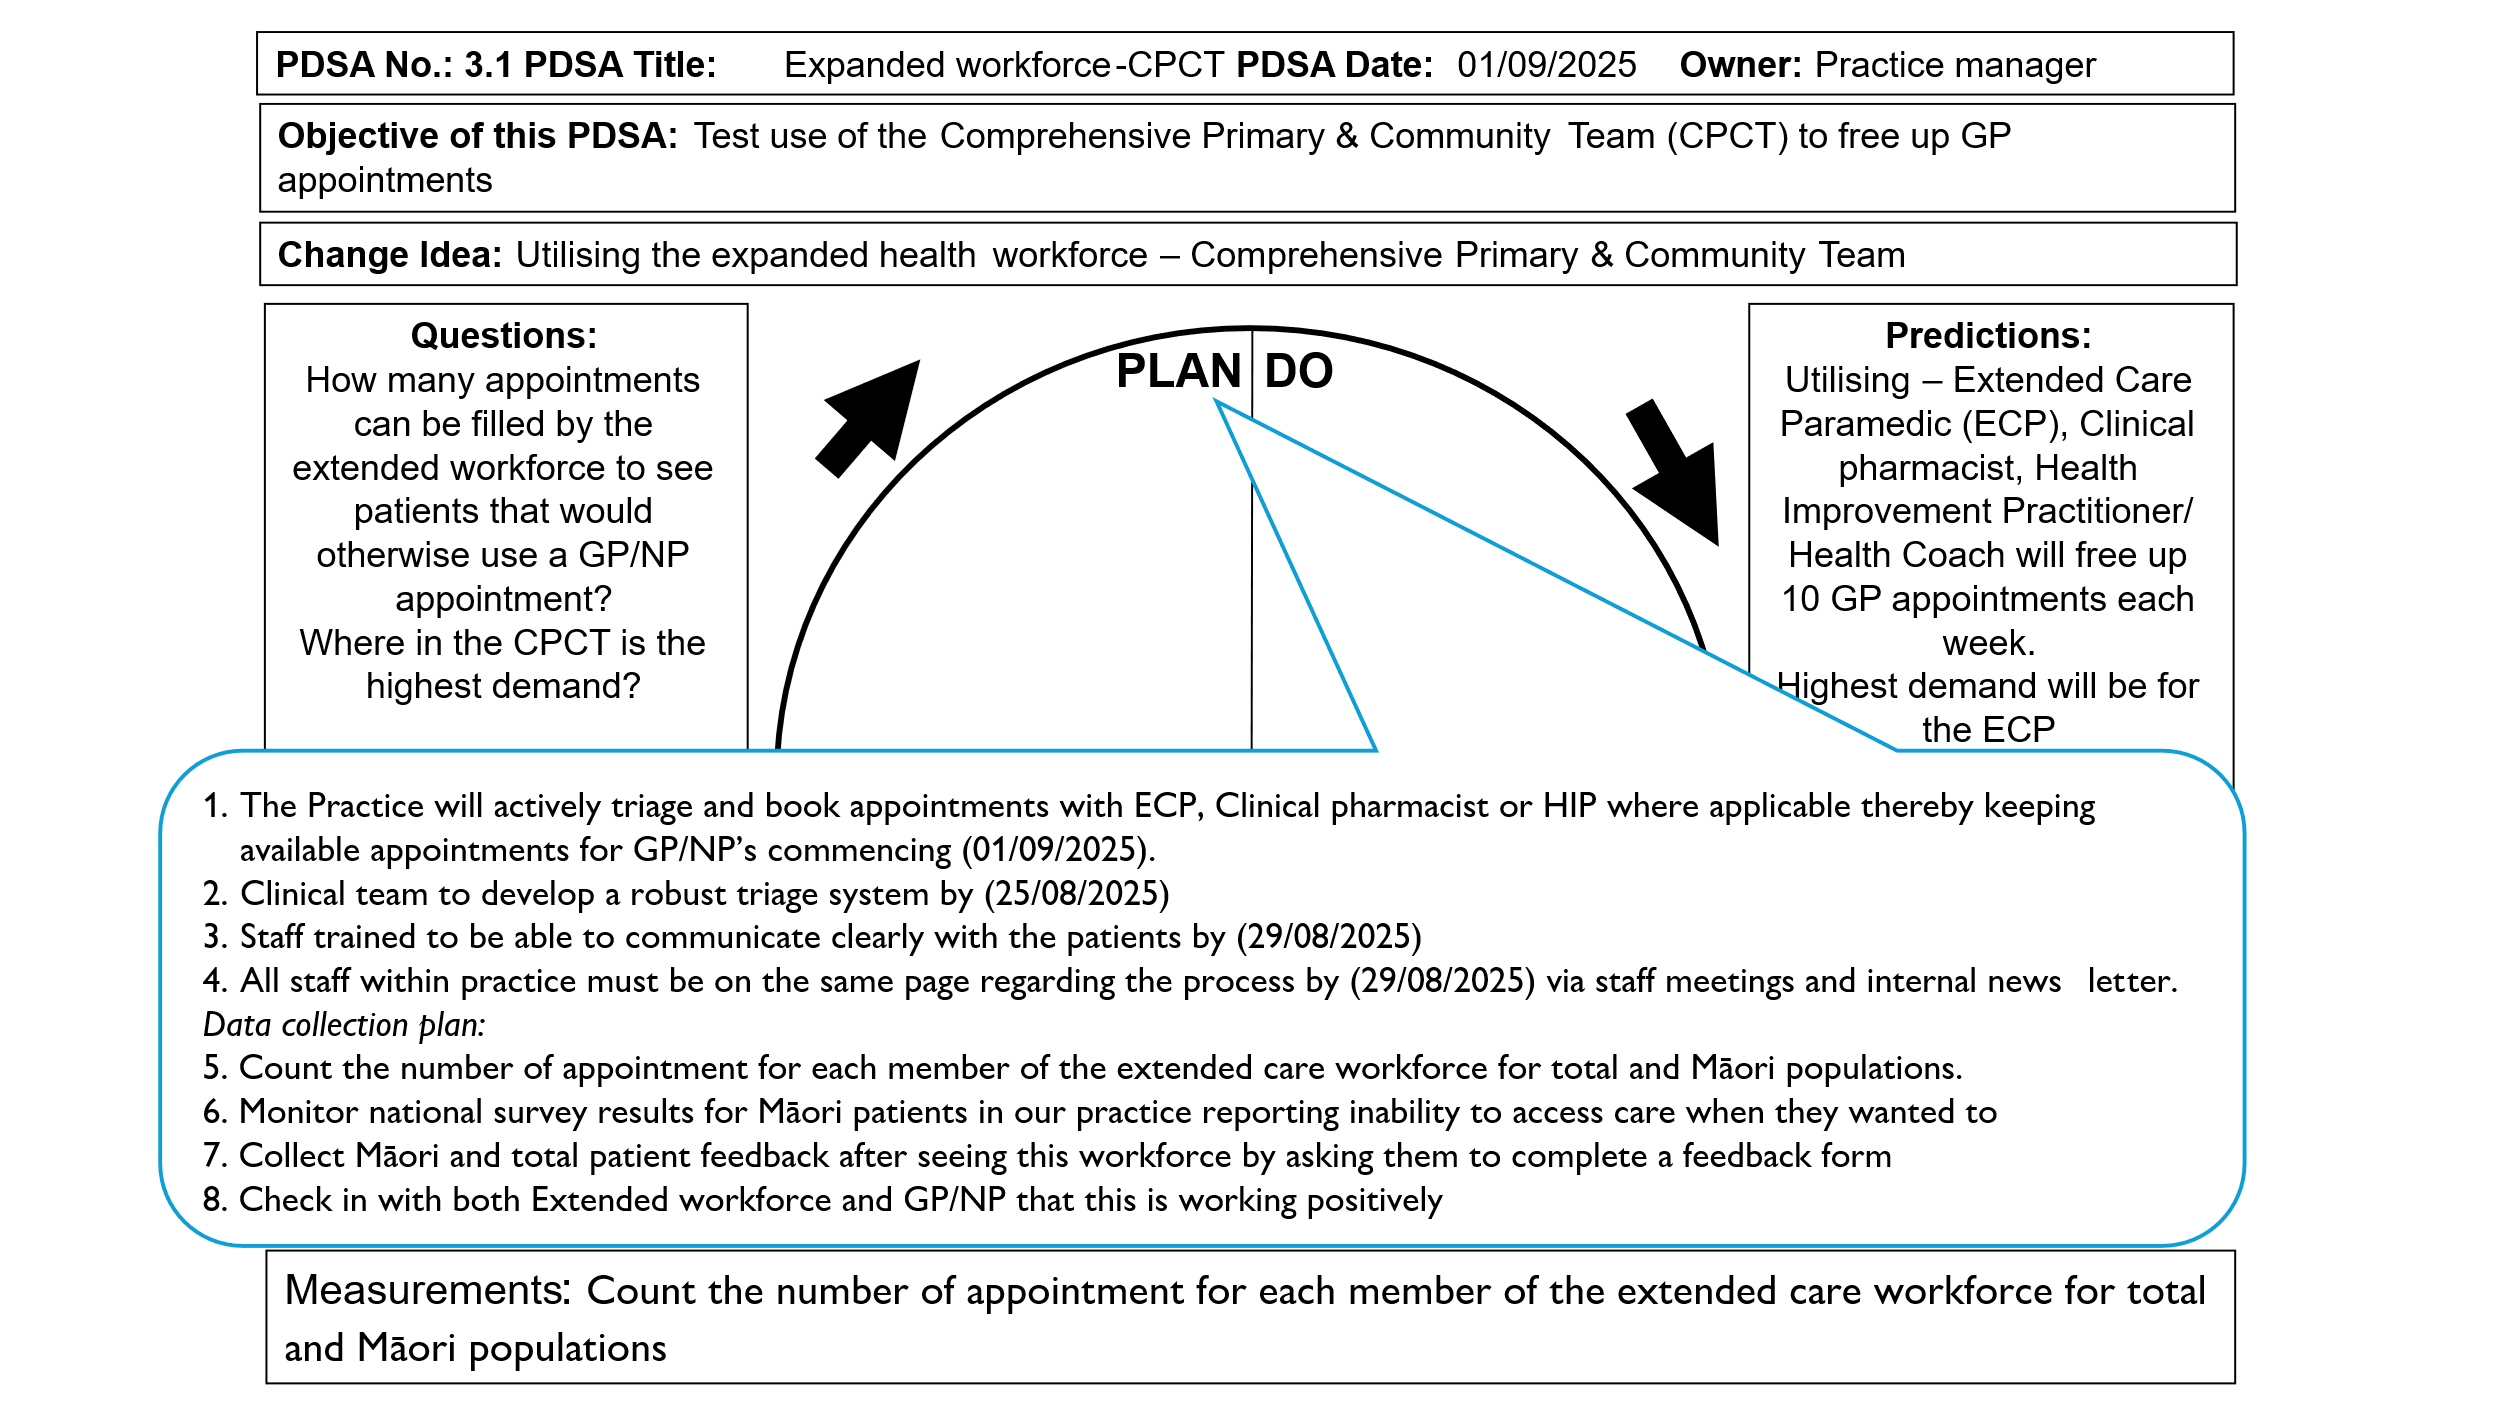 PDSA No.: 3.1 PDSA Title: Expanded workforce-CPCT PDSA Date: 01/09/2025 Owner: Practice manager
Objective of this PDSA: Test use of the Comprehensive Primary & Community Team (CPCT) to free up GP
appointments
Change Idea: Utilising the expanded health workforce – Comprehensive Primary & Community Team
Questions:
How many appointments
can be filled by the
extended workforce to see
patients that would
otherwise use a GP/NP
appointment?
Where in the CPCT is the
highest demand?
PLAN DO
Predictions:
Utilising – Extended Care
Paramedic (ECP), Clinical
pharmacist, Health
Improvement Practitioner/
Health Coach will free up
10 GP appointments each
week.
Highest demand will be for
the ECP
1. The Practice will actively triage and book appointments with ECP, Clinical pharmacist or HIP where applicable thereby keeping
available appointments for GP/NP’s commencing (01/09/2025).
2. Clinical team to develop a robust triage system by (25/08/2025)
3. Staff trained to be able to communicate clearly with the patients by (29/08/2025)
4. All staff within practice must be on the same page regarding the process by (29/08/2025) via staff meetings and internal news letter.
Data collection plan:
5. Count the number of appointment for each member of the extended care workforce for total and Māori populations.
6. Monitor national survey results for Māori patients in our practice reporting inability to access care when they wanted to
7. Collect Māori and total patient feedback after seeing this workforce by asking them to complete a feedback form
8. Check in with both Extended workforce and GP/NP that this is working positively
Measurements: Count the number of appointment for each member of the extended care workforce for total
and Māori populations